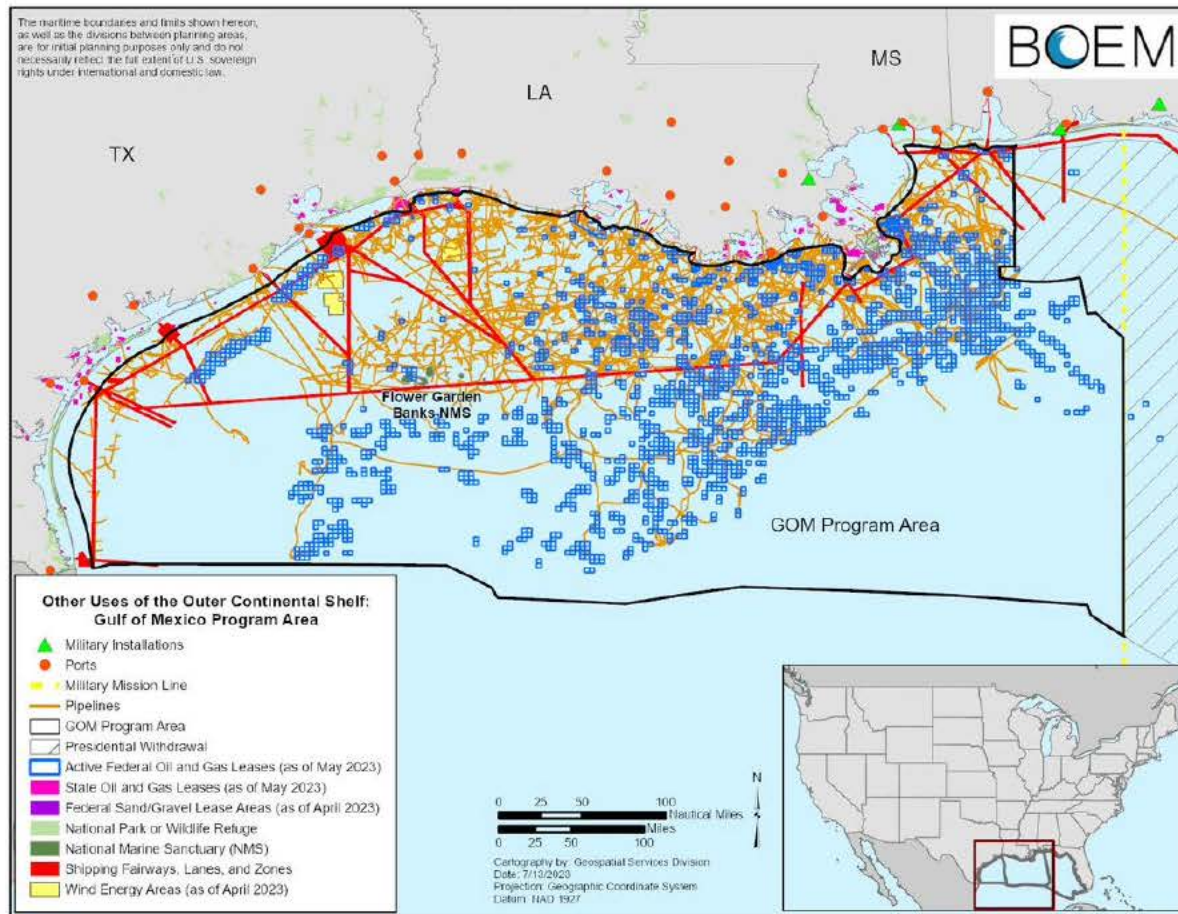 The maritime boundaries and limits shown hereon,
as well as the divisions between planning areas,
are for initial planning purposes only and do not
necessarily reflect the full extent of U.S. sovereign
rights under international and domestic law.
BOEM
MS
LA
TX
Flower Garden
Banks NMS
GOM Program Area
Other Uses of the Outer Continental Shelf:
Gulf of Mexico Program Area
Military Installations
Ports
Military Mission Line
Pipelines
GOM Program Area
Presidential Withdrawal
Active Federal Oil and Gas Leases (as of May 2023)
State Oil and Gas Leases (as of May 2023)
Federal Sand/Gravel Lease Areas (as of April 2023)
National Park or Wildlife Refuge
National Marine Sanctuary (NMS)
Shipping Fairways, Lanes, and Zones
Wind Energy Areas (as of April 2023)
N
0 25 50 100
Nautical Miles
Miles
0 25 50 100
Cartography by: Geospatial Services Division
Date: 7/13/2023
Projection: Geographic Coordinate System
Datum: NAD 1927